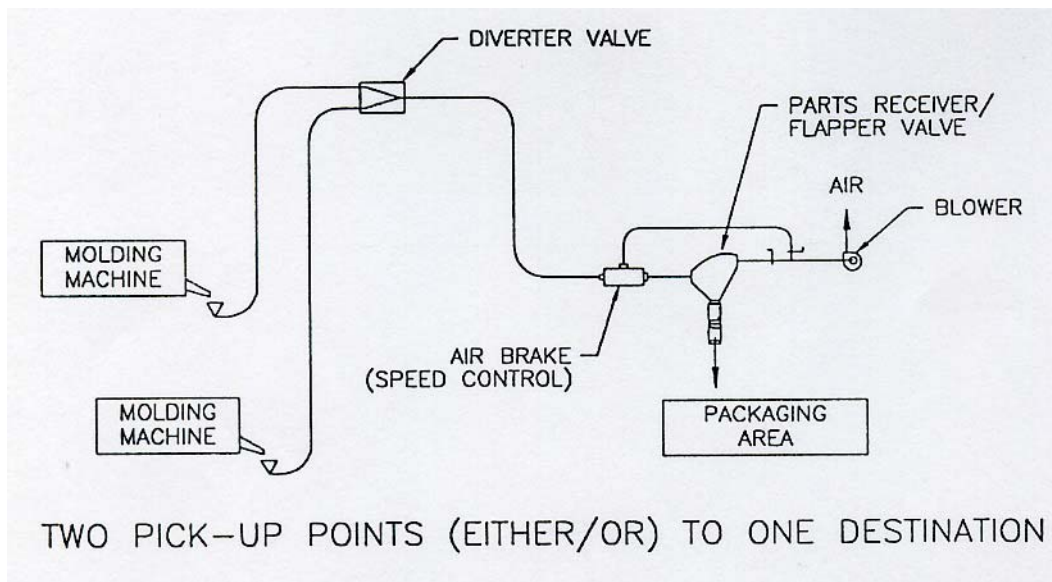 DIVERTER VALVE
PARTS RECEIVER/
FLAPPER VALVE
AIR
BLOWER
MOLDING
MACHINE
AIR BRAKE
(SPEED CONTROL)
MOLDING
MACHINE
PACKAGING
AREA
TWO PICK-UP POINTS (EITHER/OR) TO ONE DESTINATION